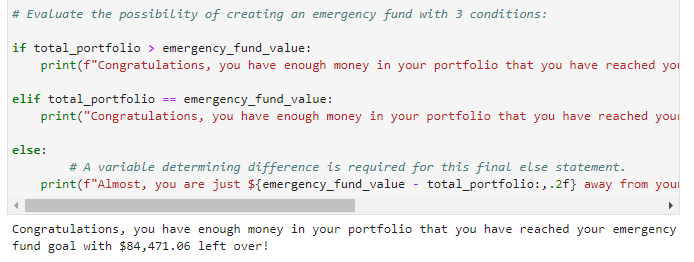 # Evaluate the possibility of creating an emergency fund with 3 conditions:
if total_portfolio > emergency_fund_value:
print(f"Congratulations, you have enough money in your portfolio that you have reached you
elif total_portfolio == emergency_fund_value:
print("Congratulations, you have enough money in your portfolio that you have reached your
else:
# A variable determining difference is required for this final else statement.
print(f"Almost, you are just ${emergency_fund_value - total_portfolio:,.2f} away from your
Congratulations, you have enough money in your portfolio that you have reached your emergency
fund goal with $84,471.06 left over!